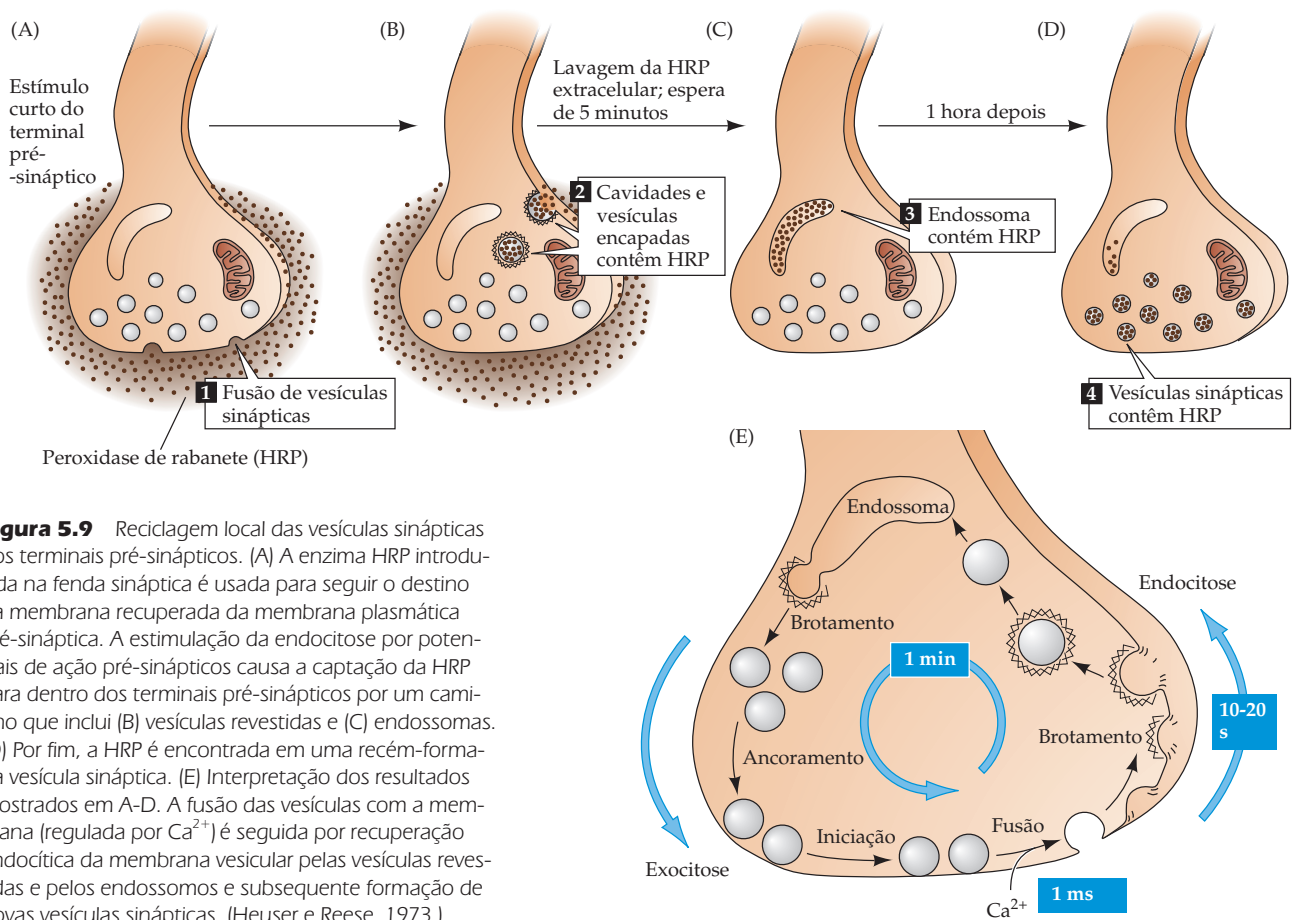 (A)
Estímulo
curto do
terminal
pré-
-sináptico
(B)
Lavagem da HRP
extracelular; espera
de 5 minutos
(C)
1 hora depois
(D)
1 Fusão de vesículas
sinápticas
Peroxidase de rabanete (HRP)
2 Cavidades e
vesículas
encapadas
contêm HRP
3 Endossoma
contém HRP
4 Vesículas sinápticas
contêm HRP
gura 5.9 Reciclagem local das vesículas sinápticas
os terminais pré-sinápticos. (A) A enzima HRP introdu-
da na fenda sináptica é usada para seguir o destino
a membrana recuperada da membrana plasmática
é-sináptica. A estimulação da endocitose por poten-
ais de ação pré-sinápticos causa a captação da HRP
ara dentro dos terminais pré-sinápticos por um cami-
ho que inclui (B) vesículas revestidas e (C) endossomas.
) Por fim, a HRP é encontrada em uma recém-forma-
a vesícula sináptica. (E) Interpretação dos resultados
ostrados em A-D. A fusão das vesículas com a mem-
ana (regulada por Ca²⁺) é seguida por recuperação
ndocítica da membrana vesicular pelas vesículas reves-
das e pelos endossomos e subsequente formação de
ovas vesículas sinápticas. (Heuser e Reese, 1973.)
(E)
Endossoma
Endocitose
Brotamento
1 min
10-20
s
Brotamento
Ancoramento
Iniciação
Fusão
Exocitose
Ca²⁺
1 ms